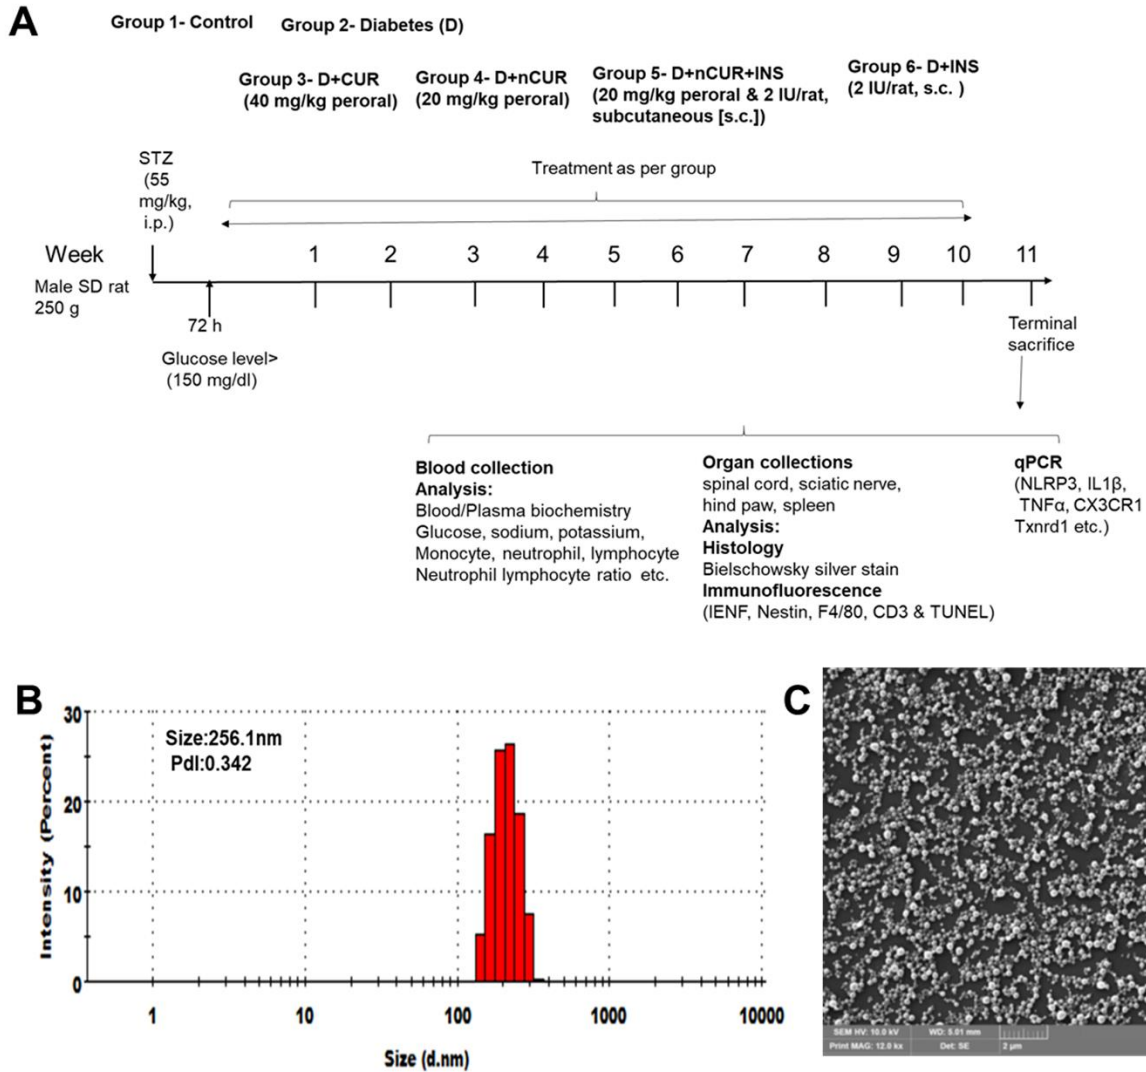 A
Group 1- Control
Group 2- Diabetes (D)
Group 3- D+CUR
(40 mg/kg peroral)
Group 4- D+nCUR
(20 mg/kg peroral)
Group 5- D+nCUR+INS
(20 mg/kg peroral & 2 IU/rat,
subcutaneous [s.c.])
Group 6- D+INS
(2 IU/rat, s.c. )
STZ
(55
mg/kg,
i.p.)
Treatment as per group
Week
1 2 3 4 5 6 7 8 9 10 11
Male SD rat
250 g
72 h
Glucose level>
(150 mg/dl)
Terminal
sacrifice
Blood collection
Analysis:
Blood/Plasma biochemistry
Glucose, sodium, potassium,
Monocyte, neutrophil, lymphocyte
Neutrophil lymphocyte ratio etc.
Organ collections
spinal cord, sciatic nerve,
hind paw, spleen
Analysis:
Histology
Bielschowsky silver stain
Immunofluorescence
(IENF, Nestin, F4/80, CD3 & TUNEL)
qPCR
(NLRP3, IL1β,
TNFα, CX3CR1
Txnrd1 etc.)
B
Size:256.1nm
PdI:0.342
Intensity (Percent)
30
20
10
0
1 10 100 1000 10000
Size (d.nm)
C
SEM HV: 10.0 kV WD: 5.01 mm
Print MAG: 12.0 kx Det: SE 2 µm